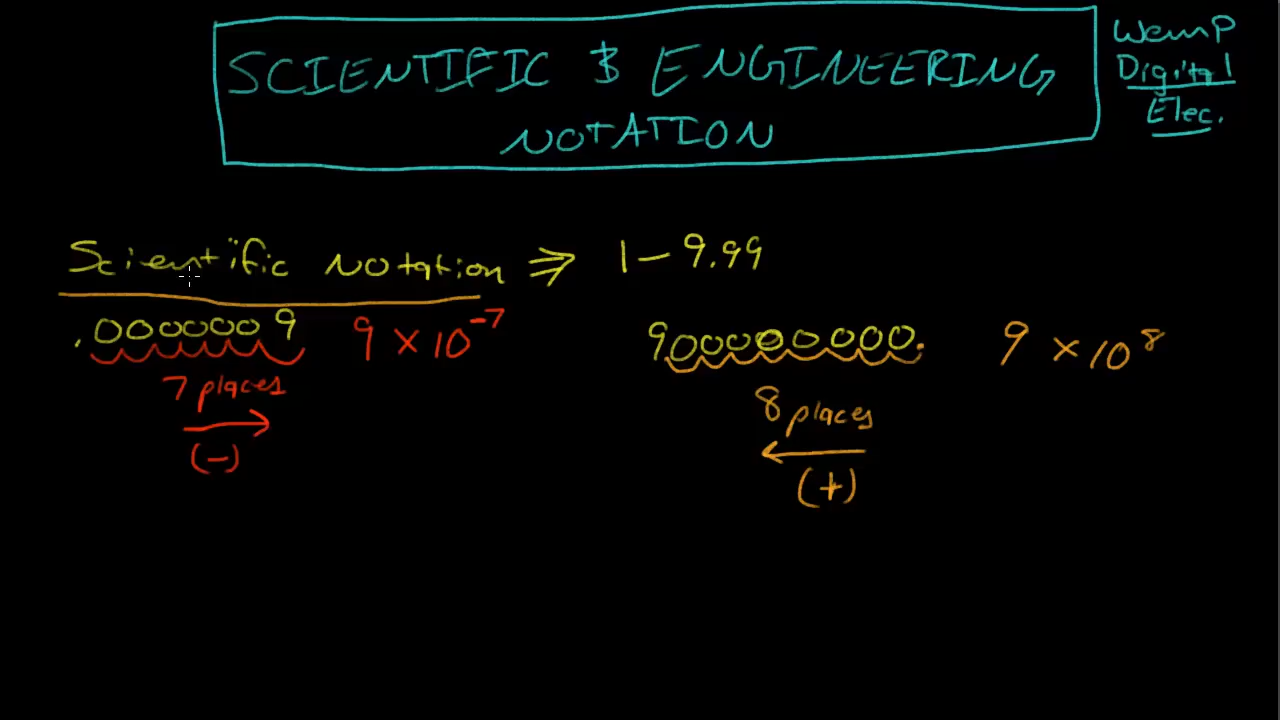 SCIENTIFIC & ENGINEERING
NOTATION
Digital
Elec.
Scientific Notation ⇒ 1 – 9.99
.0000009 9 × 10⁻⁷
7 places
→
(–)
900000000. 9 × 10⁸
8 places
←
(+)